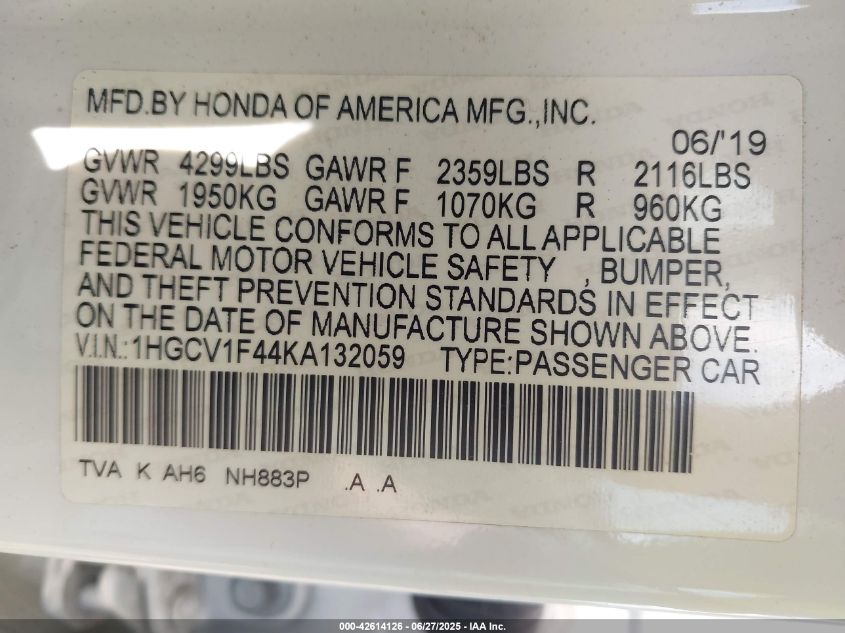 MFD.BY HONDA OF AMERICA MFG.,INC.
06/'19
GVWR 4299LBS GAWR F 2359LBS R 2116LBS
GVWR 1950KG GAWR F 1070KG R 960KG
THIS VEHICLE CONFORMS TO ALL APPLICABLE
FEDERAL MOTOR VEHICLE SAFETY , BUMPER,
AND THEFT PREVENTION STANDARDS IN EFFECT
ON THE DATE OF MANUFACTURE SHOWN ABOVE.
V.I.N.:1HGCV1F44KA132059 TYPE:PASSENGER CAR
TVA K AH6 NH883P .A .A
000-42614126 - 06/27/2025 - IAA Inc.